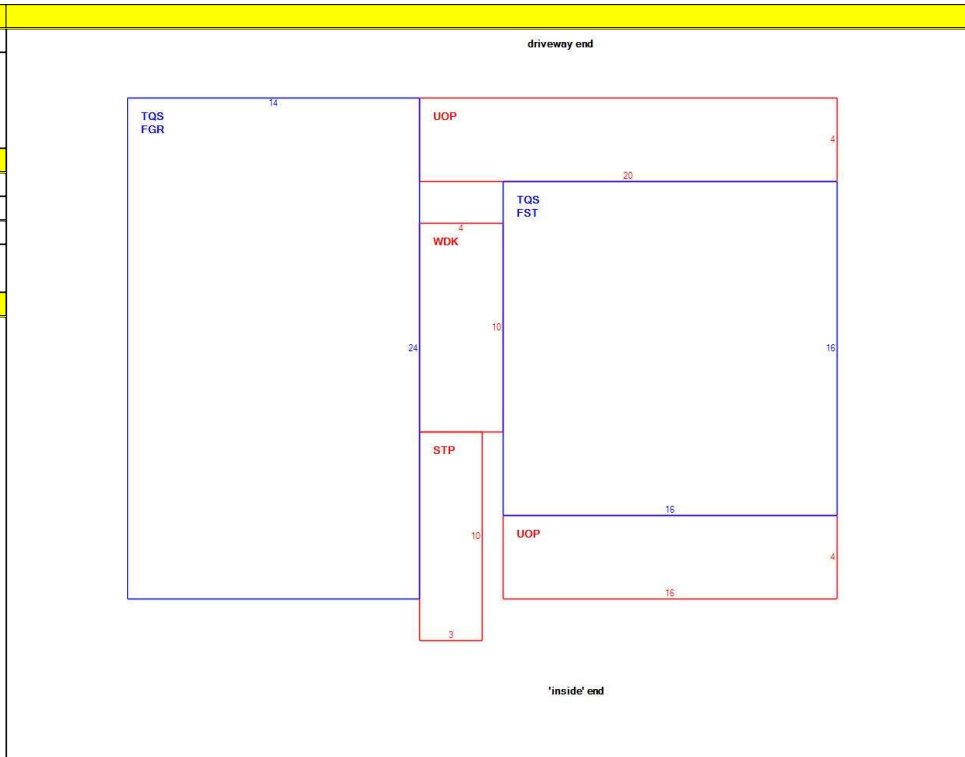 driveway end
14
TQS
FGR
UOP
4
20
TQS
FST
4
WDK
10
24
16
STP
16
10
UOP
4
16
3
'inside' end